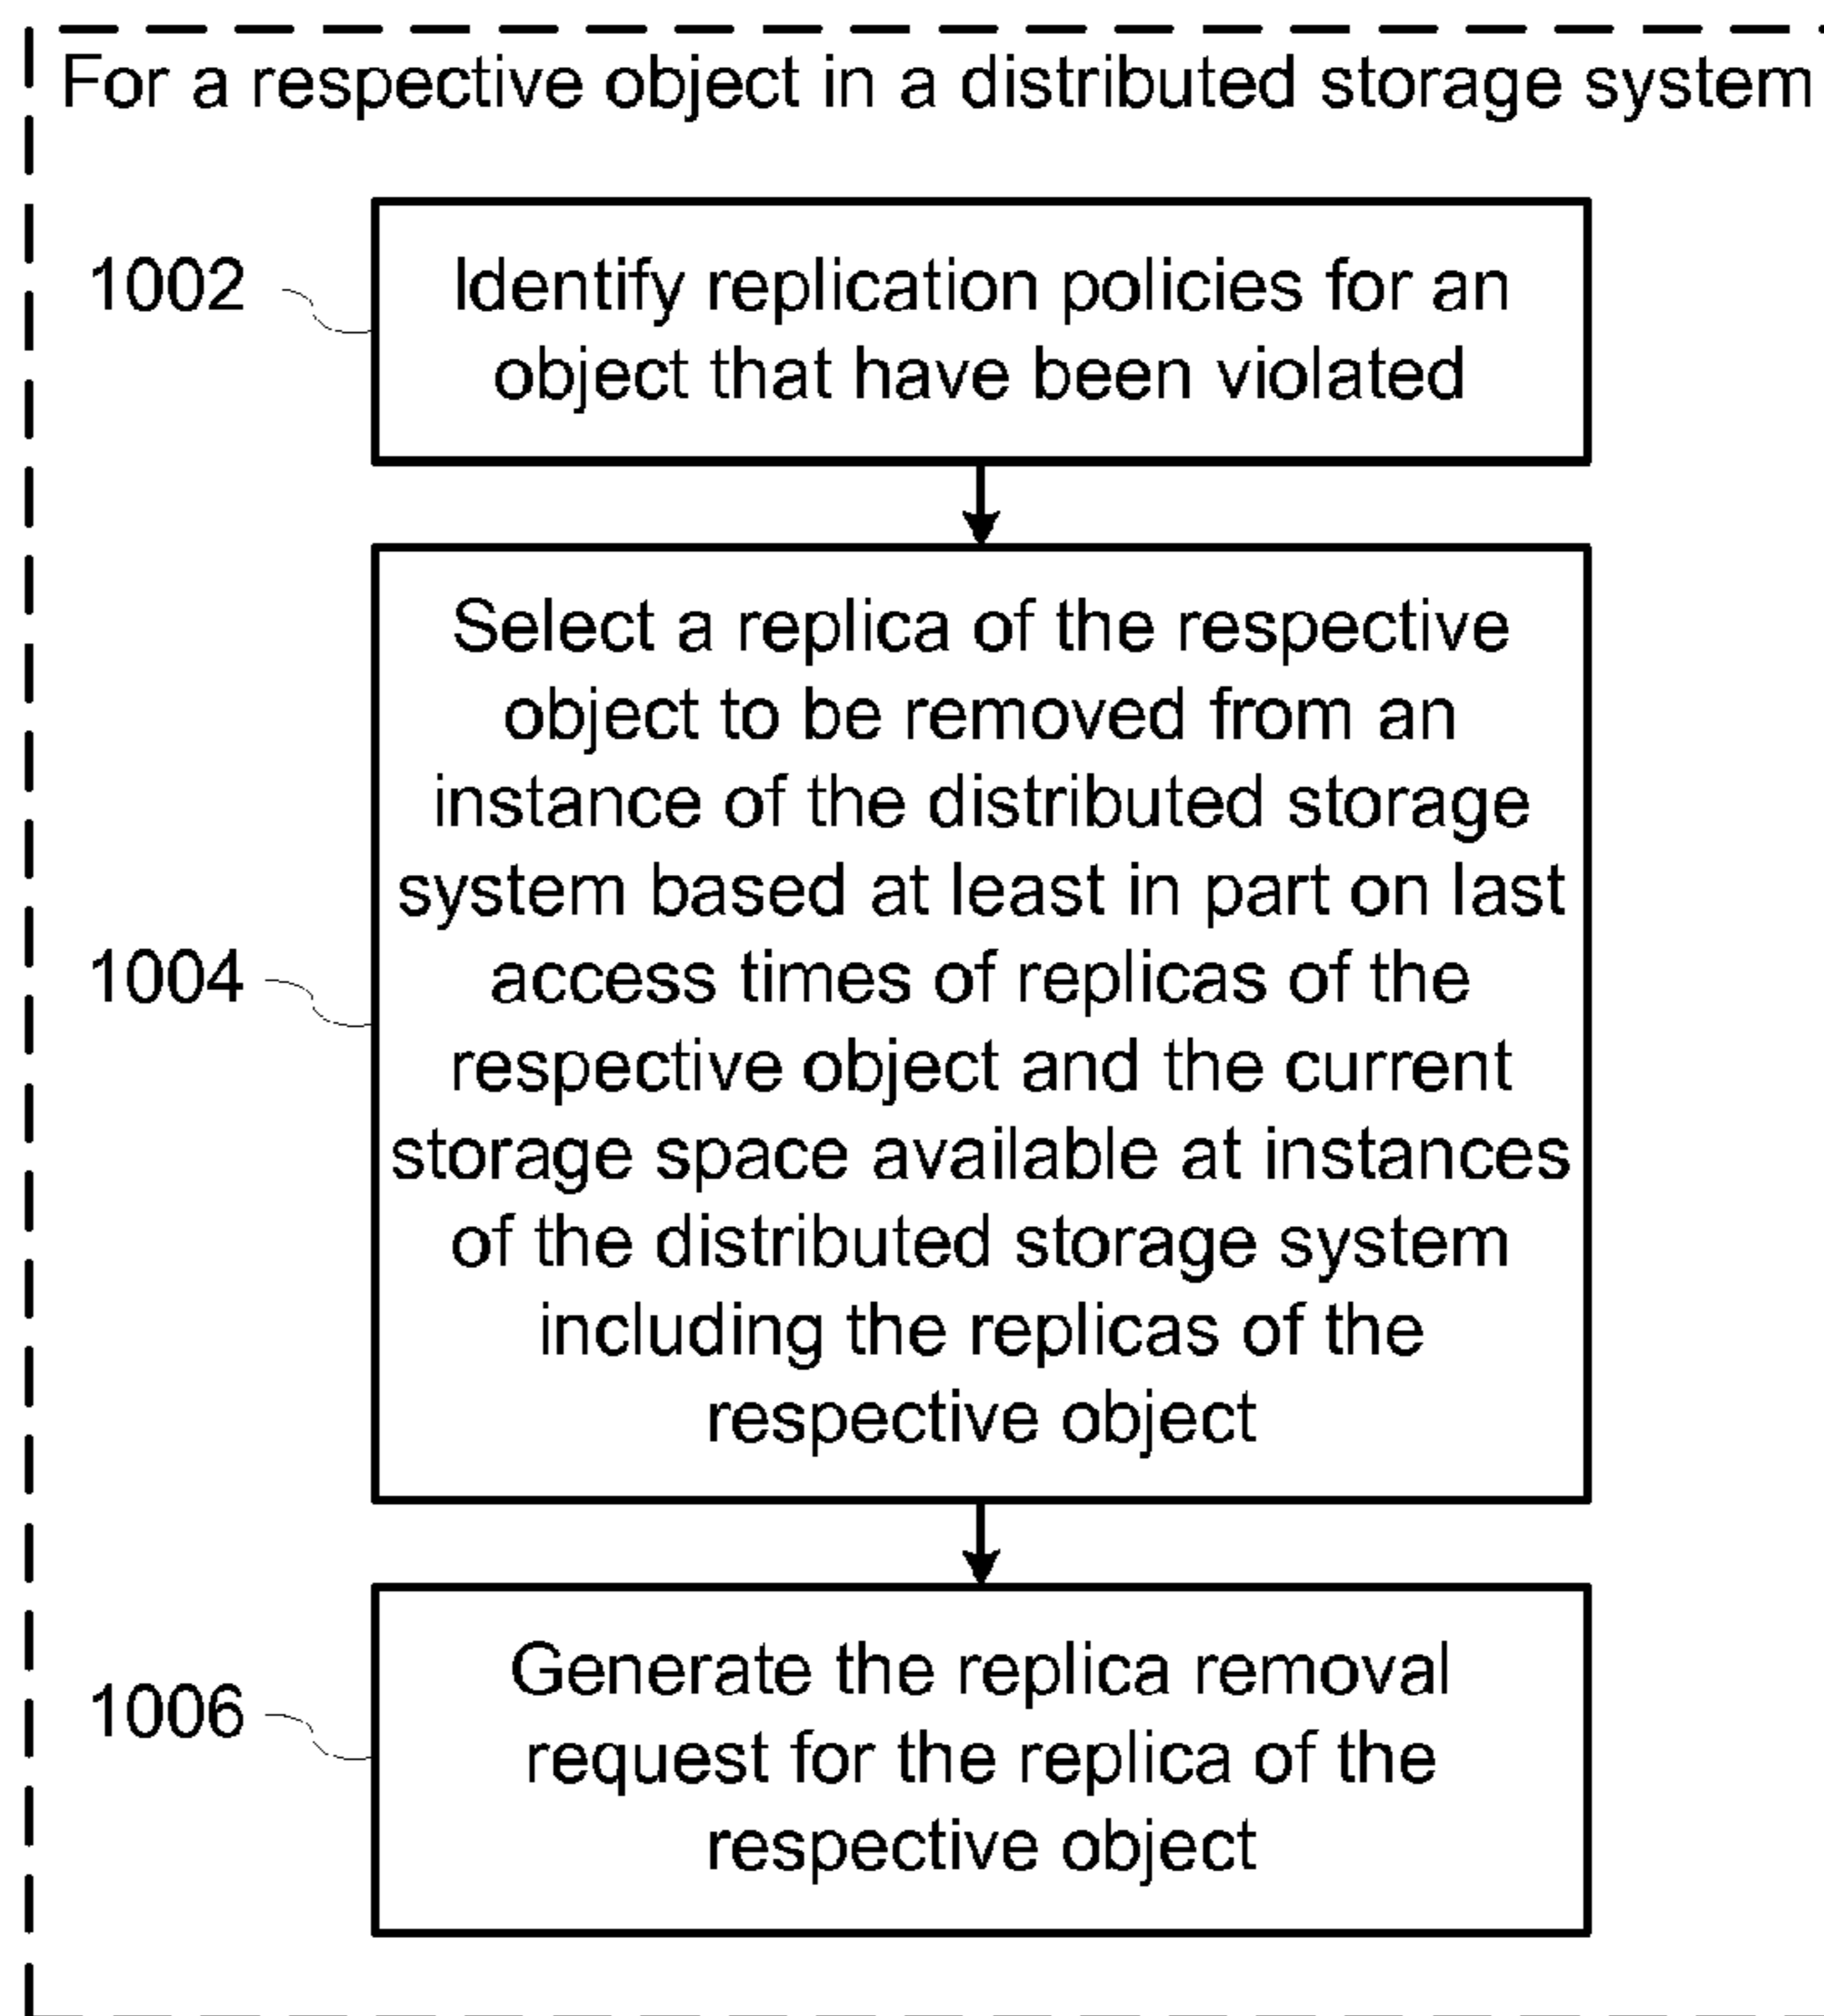 For a respective object in a distributed storage system
1002
Identify replication policies for an
object that have been violated
Select a replica of the respective
object to be removed from an
instance of the distributed storage
system based at least in part on last
1004
access times of replicas of the
respective object and the current
storage space available at instances
of the distributed storage system
including the replicas of the
respective object
1006
Generate the replica removal
request for the replica of the
respective object